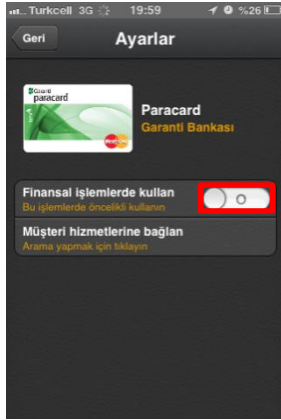 Turkcell 3G 19:59 %26
Geri
Ayarlar
Garanti
paracard
Paracard
Garanti Bankası
Finansal işlemlerde kullan
Bu işlemlerde öncelikli kullanın
Müşteri hizmetlerine bağlan
Arama yapmak için tıklayın